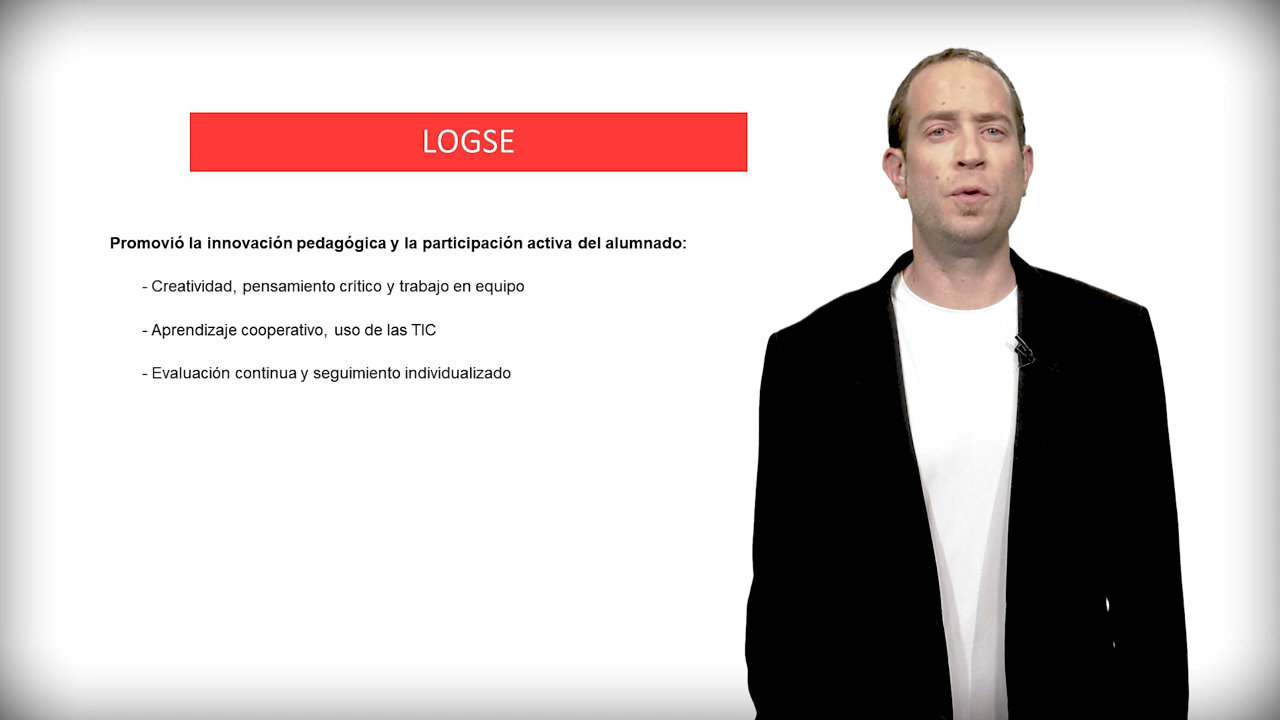 LOGSE
Promovió la innovación pedagógica y la participación activa del alumnado:
- Creatividad, pensamiento crítico y trabajo en equipo
- Aprendizaje cooperativo, uso de las TIC
- Evaluación continua y seguimiento individualizado